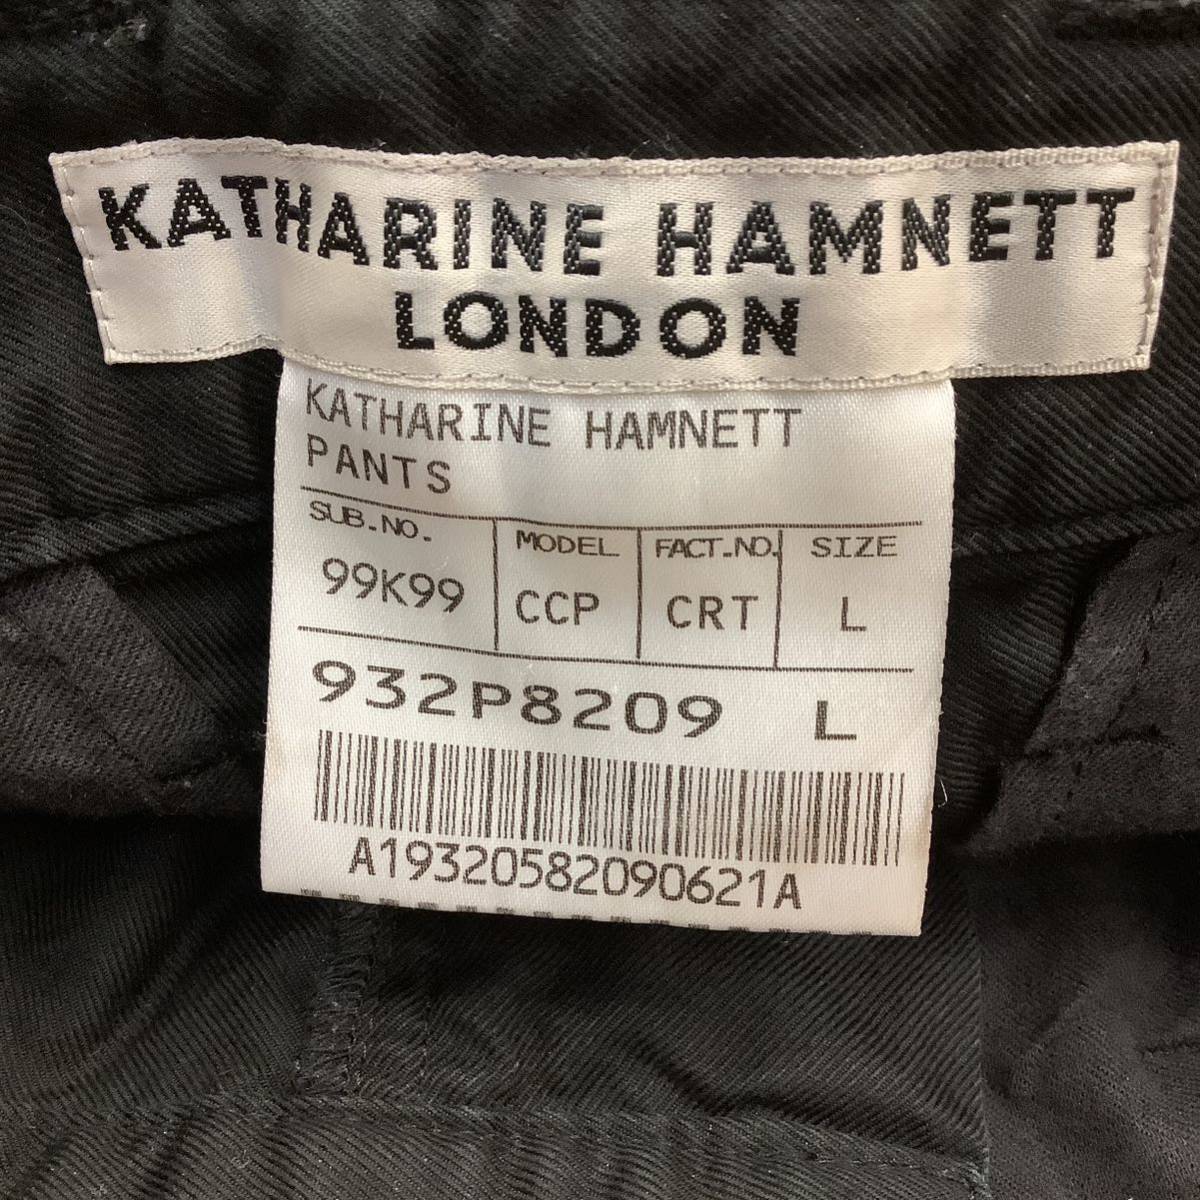 KATHARINE HAMNETT
LONDON
KATHARINE HAMNETT
PANTS
SUB.NO. MODEL FACT.NO. SIZE
99K99 CCP CRT L
932P8209 L
A19320582090621A